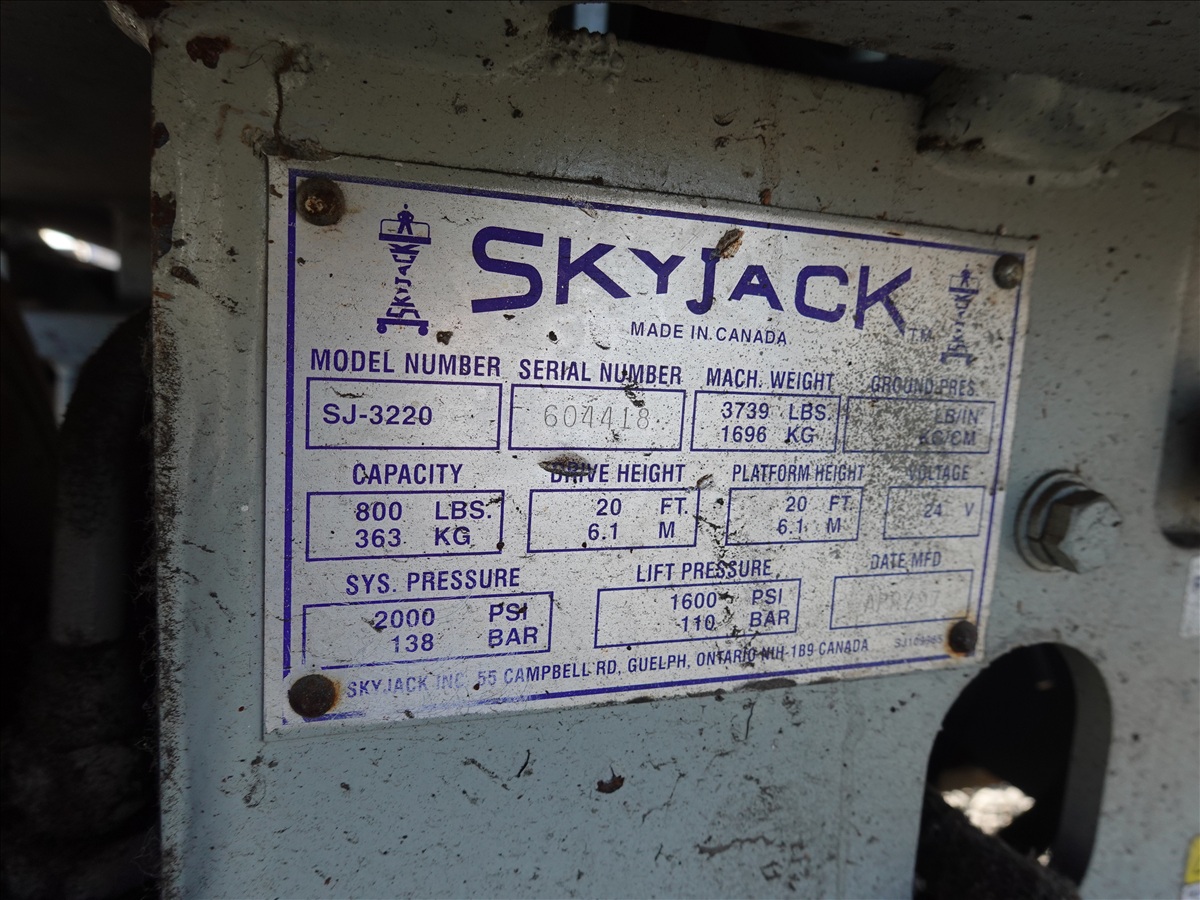 SKYJACK
SKYJACK T.M.
MADE IN CANADA
MODEL NUMBER SERIAL NUMBER MACH. WEIGHT GROUND PRES.
SJ-3220 604418 3739 LBS. LB/IN
1696 KG KG/CM
CAPACITY DRIVE HEIGHT PLATFORM HEIGHT VOLTAGE
800 LBS. 20 FT. 20 FT. 24 V
363 KG 6.1 M 6.1 M
SYS. PRESSURE LIFT PRESSURE DATE MFD
2000 PSI 1600 PSI APR/97
138 BAR 110 BAR
SKYJACK INC. 55 CAMPBELL RD, GUELPH, ONTARIO N1H-1B9 CANADA